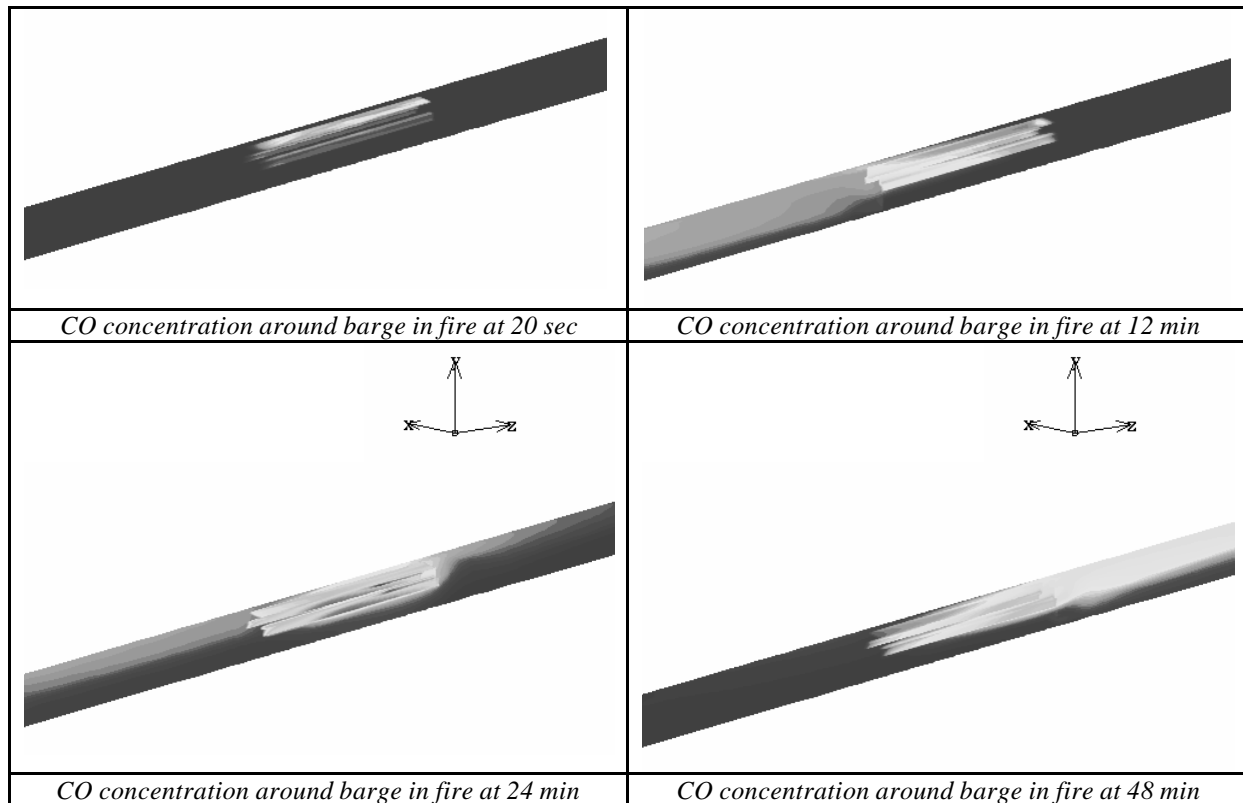 CO concentration around barge in fire at 20 sec
CO concentration around barge in fire at 12 min
y
x
z
y
x
z
CO concentration around barge in fire at 24 min
CO concentration around barge in fire at 48 min